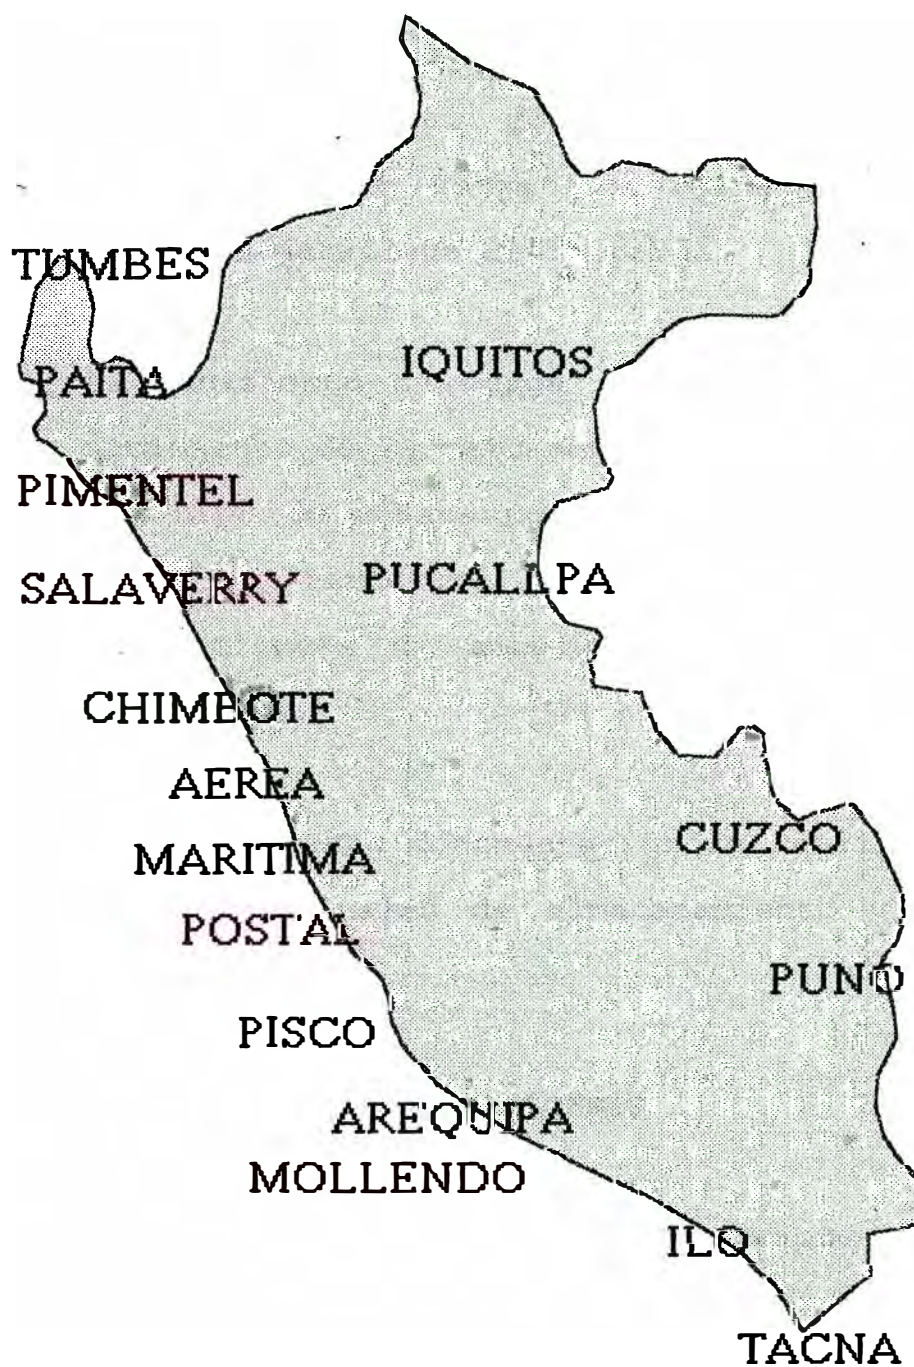 TUMBES
IQUITOS
PAITA
PIMENTEL
PUCALLPA
SALAVERRY
CHIMBOTE
AEREA
CUZCO
MARITIMA
POSTAL
PUNO
PISCO
AREQUIPA
MOLLENDO
ILO
TACNA